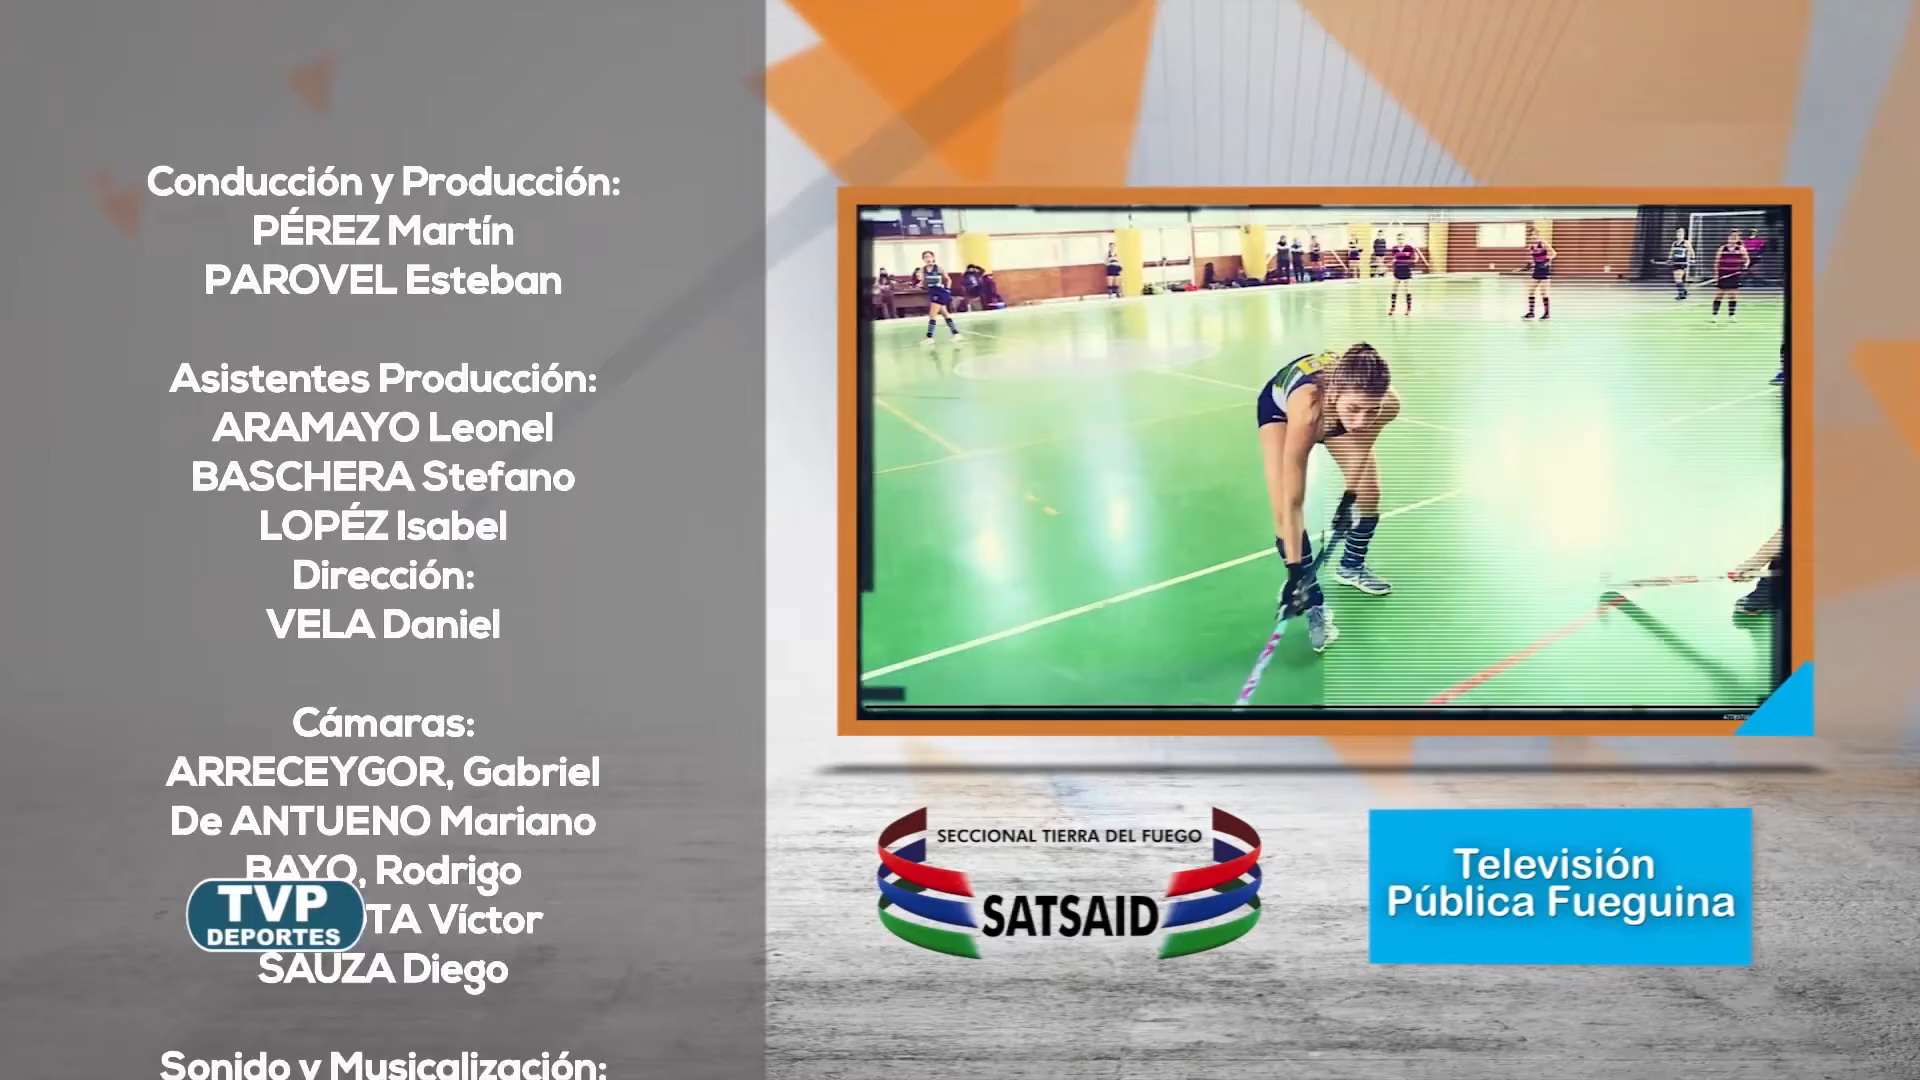 Conducción y Producción:
PÉREZ Martín
PAROVEL Esteban
Asistentes Producción:
ARAMAYO Leonel
BASCHERA Stefano
LOPÉZ Isabel
Dirección:
VELA Daniel
Cámaras:
ARRECEYGOR, Gabriel
De ANTUENO Mariano
BAYO, Rodrigo
Víctor
SAUZA Diego
Sonido y Musicalización:
TVP
DEPORTES
SECCIONAL TIERRA DEL FUEGO
SATSAID
Televisión
Pública Fueguina